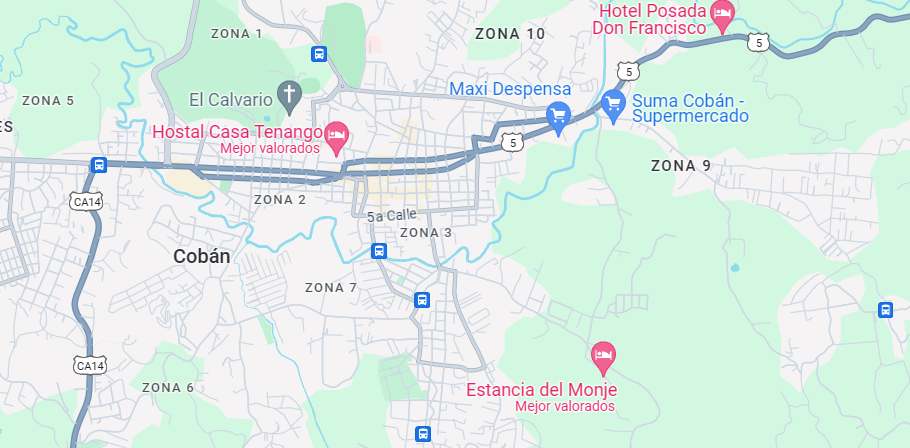 Hotel Posada
Don Francisco
ZONA 1
ZONA 10
5
5
Maxi Despensa
ZONA 5
El Calvario
Suma Cobán -
Supermercado
ES
Hostal Casa Tenango
Mejor valorados
5
ZONA 9
CA14
ZONA 2
5a Calle
ZONA 3
Cobán
ZONA 7
CA14
ZONA 6
Estancia del Monje
Mejor valorados